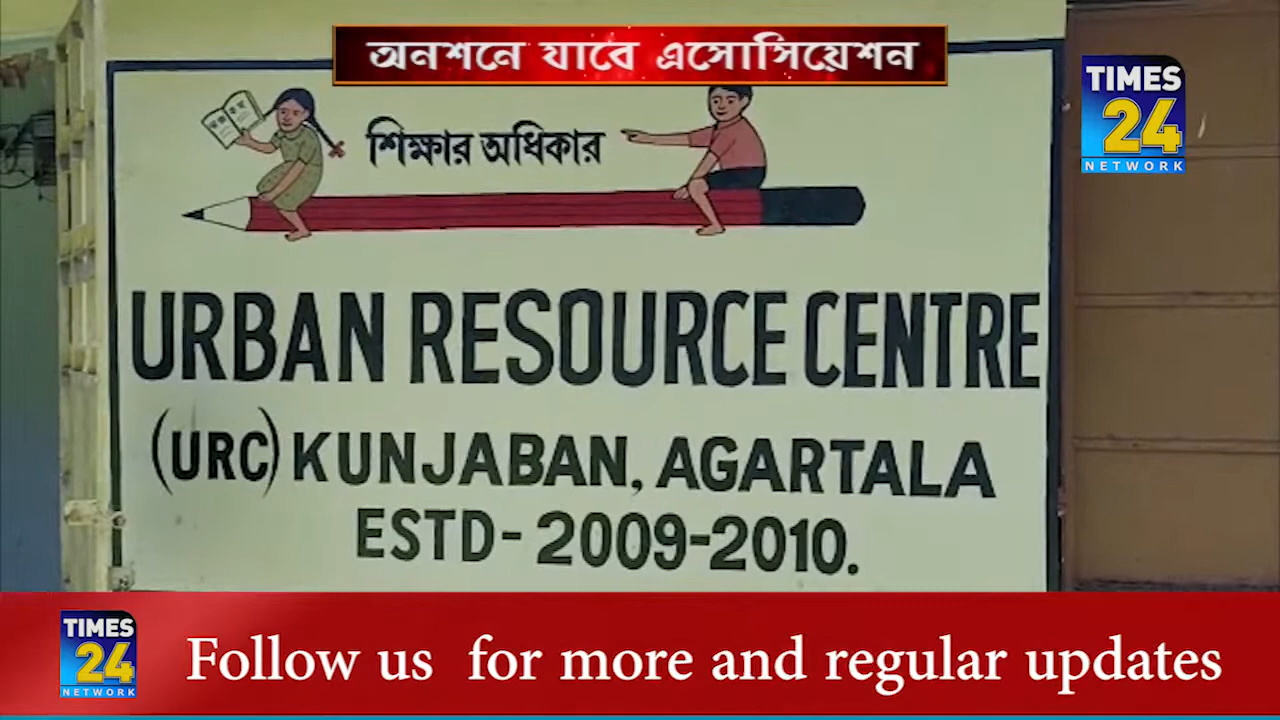 অনশনে যাবে এসোসিয়েশন
TIMES
24
NETWORK
শিক্ষার অধিকার
URBAN RESOURCE CENTRE
(URC) KUNJABAN, AGARTALA
ESTD- 2009-2010.
TIMES
24
NETWORK
Follow us for more and regular updates